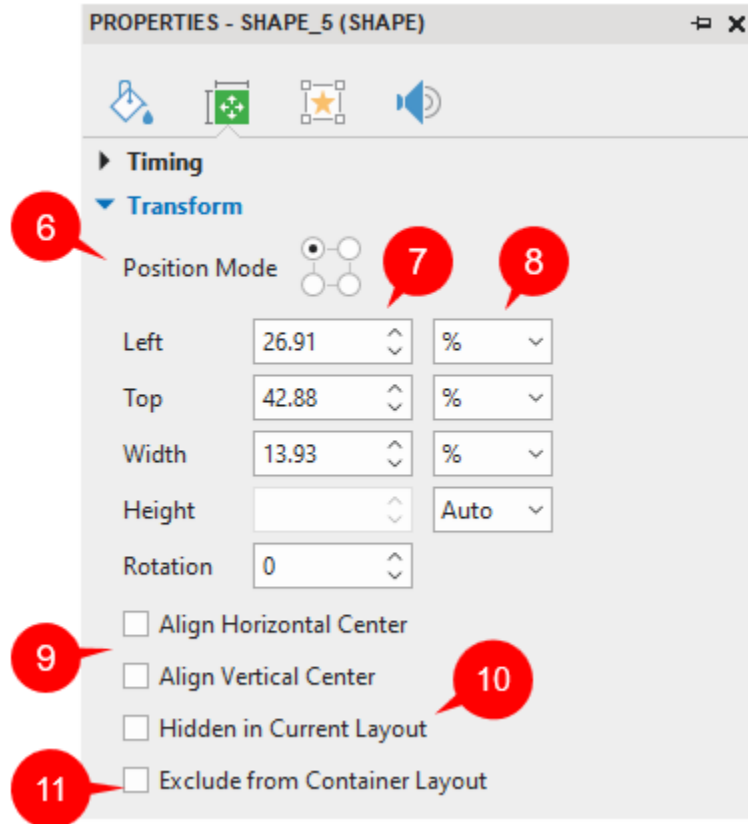 PROPERTIES - SHAPE_5 (SHAPE)
Timing
Transform
6
Position Mode
7
8
Left 26.91 %
Top 42.88 %
Width 13.93 %
Height Auto
Rotation 0
Align Horizontal Center
9
Align Vertical Center
10
Hidden in Current Layout
11 Exclude from Container Layout